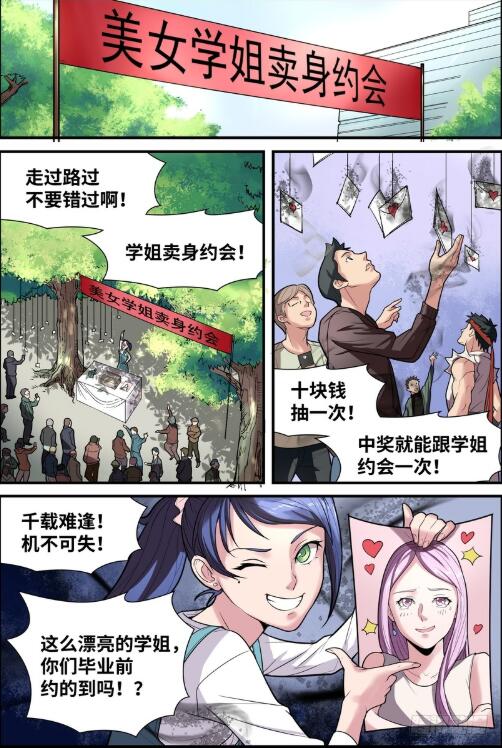 美女学姐卖身约会
走过路过
不要错过啊！
学姐卖身约会！
美女学姐卖身约会
十块钱
抽一次！
中奖就能跟学姐
约会一次！
千载难逢！
机不可失！
这么漂亮的学姐，
你们毕业前
约的到吗！？